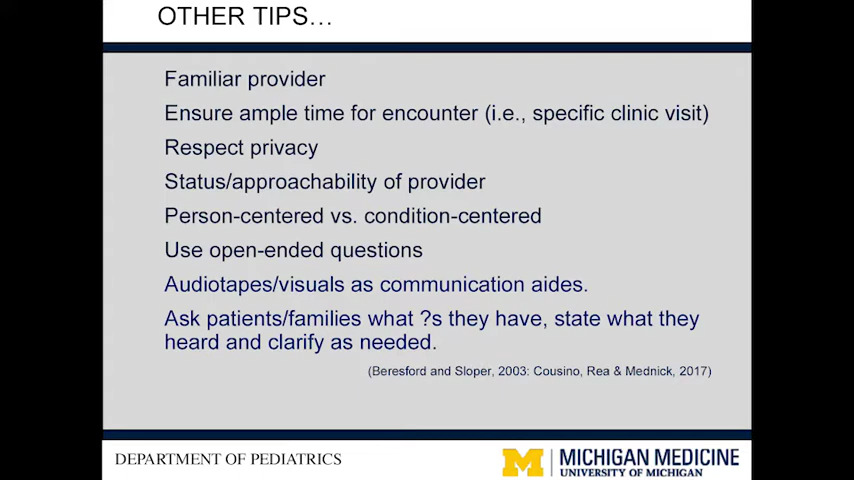 OTHER TIPS…
Familiar provider
Ensure ample time for encounter (i.e., specific clinic visit)
Respect privacy
Status/approachability of provider
Person-centered vs. condition-centered
Use open-ended questions
Audiotapes/visuals as communication aides.
Ask patients/families what ?s they have, state what they
heard and clarify as needed.
(Beresford and Sloper, 2003: Cousino, Rea & Mednick, 2017)
DEPARTMENT OF PEDIATRICS
M MICHIGAN MEDICINE
UNIVERSITY OF MICHIGAN